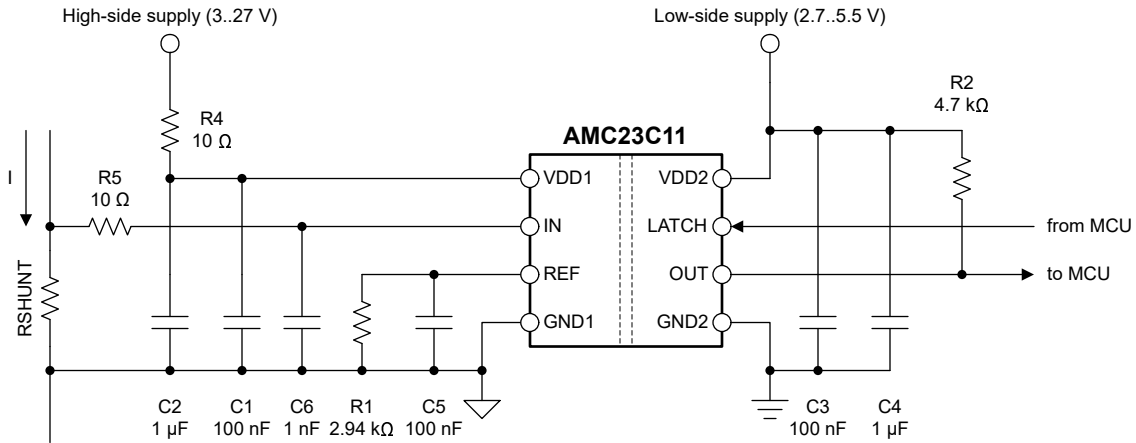 High-side supply (3..27 V)
Low-side supply (2.7..5.5 V)
R2
4.7 kΩ
R4
10 Ω
AMC23C11
I
R5
10 Ω
VDD1
VDD2
IN
LATCH
from MCU
RSHUNT
REF
OUT
to MCU
GND1
GND2
C2
1 µF
C1
100 nF
C6
1 nF
R1
2.94 kΩ
C5
100 nF
C3
100 nF
C4
1 µF